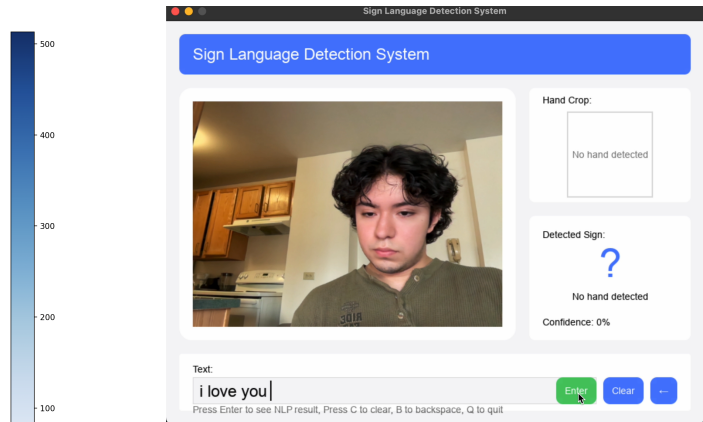 500
400
300
200
100
Sign Language Detection System
Sign Language Detection System
Hand Crop:
No hand detected
Detected Sign:
?
No hand detected
Confidence: 0%
Text:
i love you
Enter
Clear
←
Press Enter to see NLP result, Press C to clear, B to backspace, Q to quit